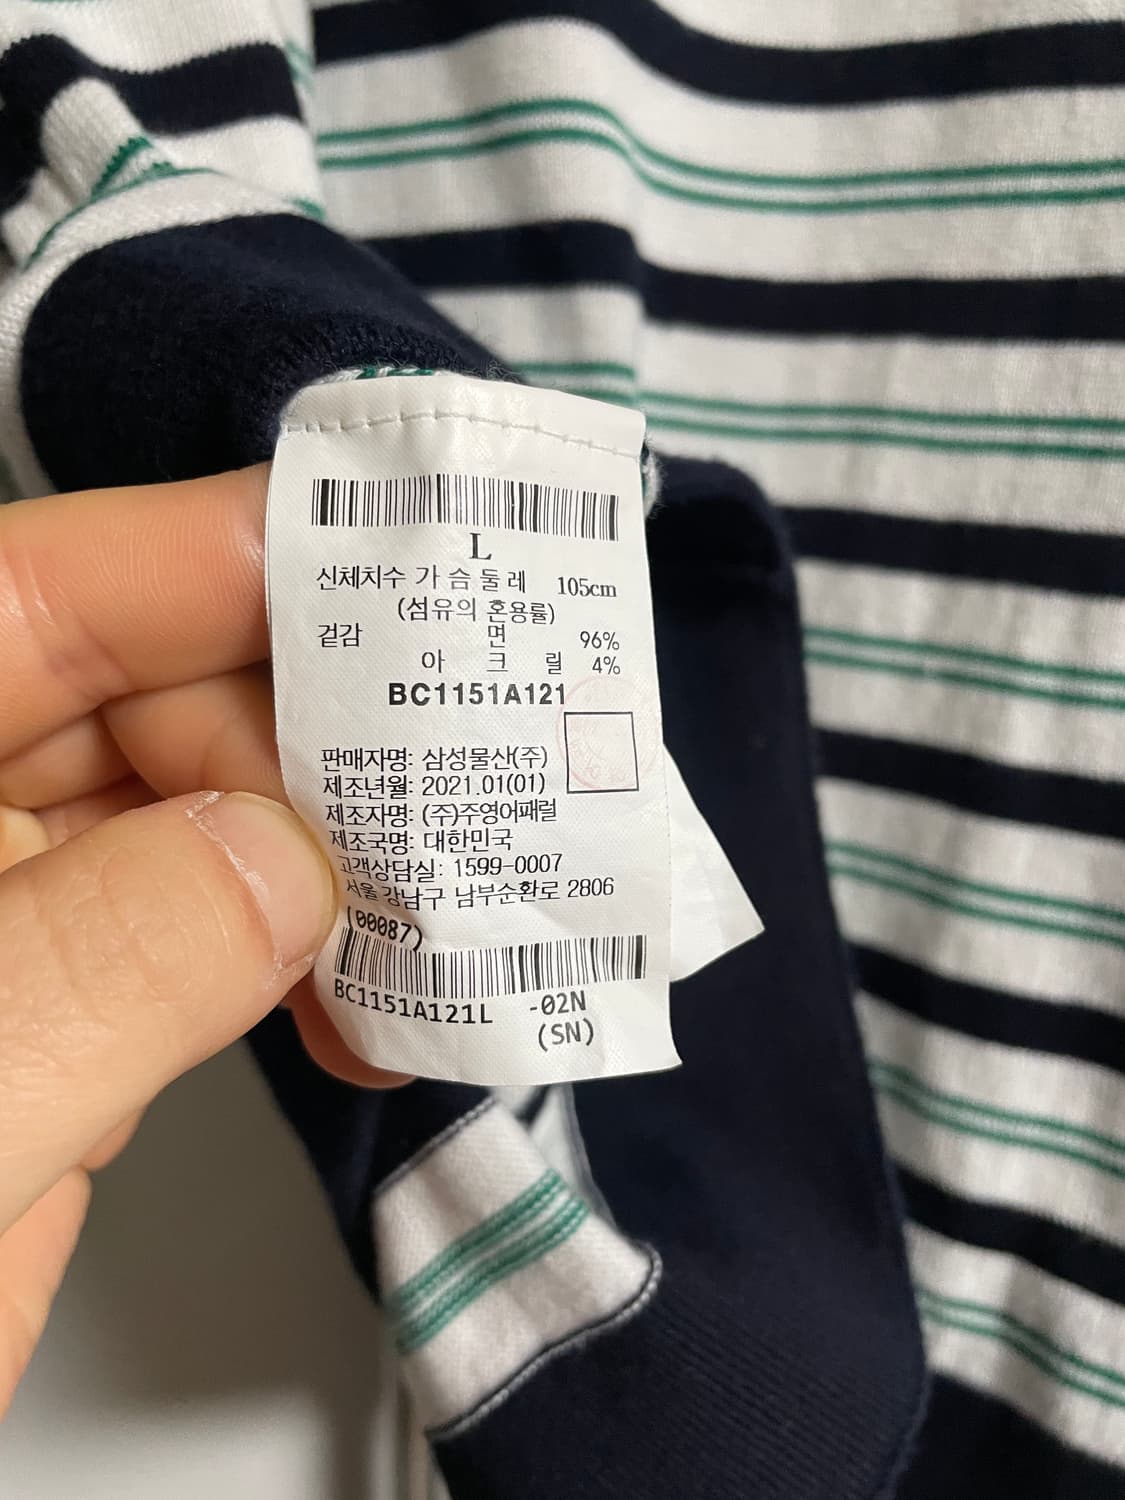 L
신체치수 가 슴 둘 레 105cm
(섬유의 혼용률)
겉감 면 96%
아 크 릴 4%
BC1151A121
판매자명: 삼성물산(주)
제조년월: 2021.01(01)
제조자명: (주)주영어패럴
제조국명: 대한민국
고객상담실: 1599-0007
서울 강남구 남부순환로 2806
(00087)
BC1151A121L -02N
(SN)